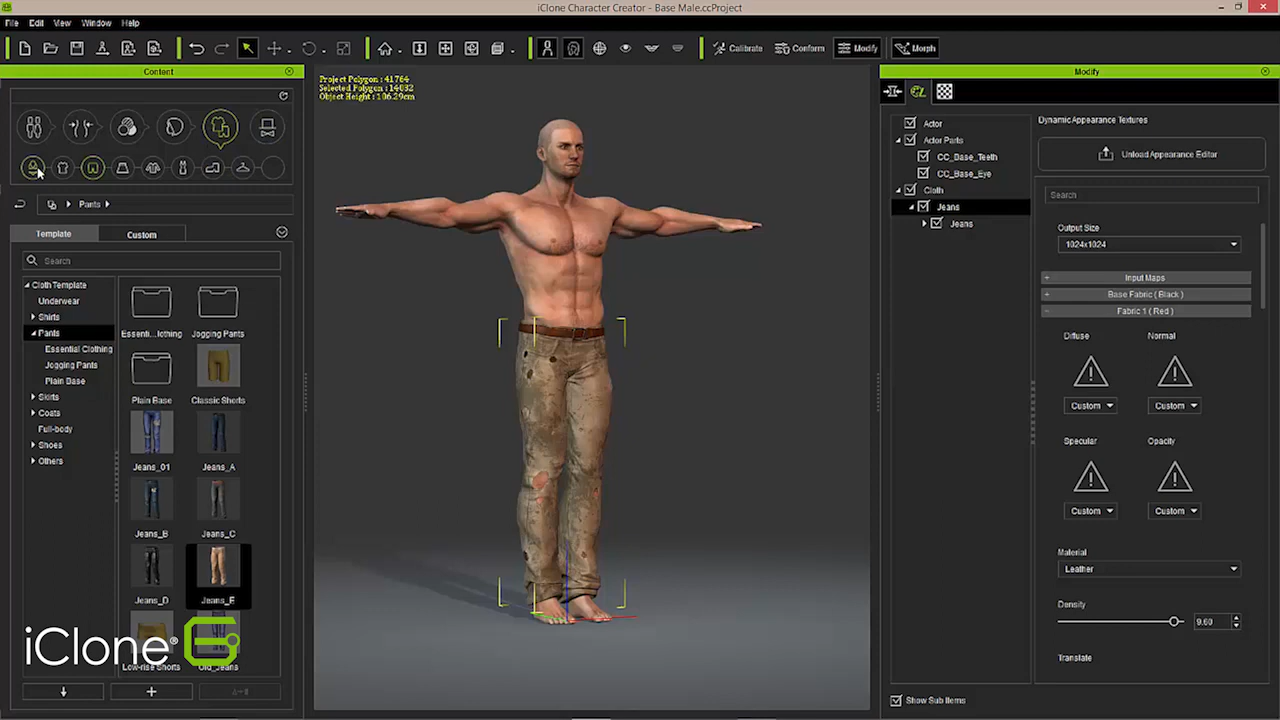 iClone Character Creator - Base Male.ccProject
File Edit View Window Help
Calibrate Conform Modify Morph
Content
Pants
Template Custom
Search
Cloth Template
Underwear
Shirts
Pants
Essential Clothing
Jogging Pants
Plain Base
Skirts
Coats
Full-body
Shoes
Others
Essenti...lothing Jogging Pants
Plain Base Classic Shorts
Jeans_01 Jeans_A
Jeans_B Jeans_C
Jeans_D Jeans_E
Low-rise Shorts Old_Jeans
iClone®
Project Polygon : 41764
Selected Polygon : 14032
Object Height : 106.29cm
Modify
Actor
Actor Parts
CC_Base_Teeth
CC_Base_Eye
Cloth
Jeans
Jeans
Show Sub Items
Dynamic Appearance Textures
Unload Appearance Editor
Search
Output Size
1024x1024
Input Maps
Base Fabric ( Black )
Fabric 1 ( Red )
Diffuse Normal
Custom Custom
Specular Opacity
Custom Custom
Material
Leather
Density
9.60
Translate